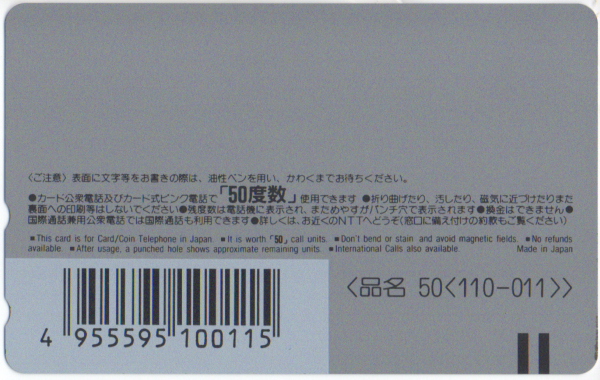 〈ご注意〉表面に文字等をお書きの際は、油性ペンを用い、かわくまでお待ちください。
●カード公衆電話及びカード式ピンク電話で「50度数」使用できます ●折り曲げたり、汚したり、磁気に近づけたりまた
裏面への印刷等はしないでください●残度数は電話機に表示され、まためやすがパンチ穴で表示されます●換金はできません●
国際通話兼用公衆電話では国際通話も利用できます●詳しくは、お近くのNTTへどうぞ(窓口に備え付けの約款もご覧ください)
■This card is for Card/Coin Telephone in Japan. ■It is worth「50」call units. ■Don't bend or stain and avoid magnetic fields. ■No refunds
available. ■After usage, a punched hole shows approximate remaining units. ■International Calls also available. Made in Japan
〈品名 50〈110-011〉〉
4 955595 100115